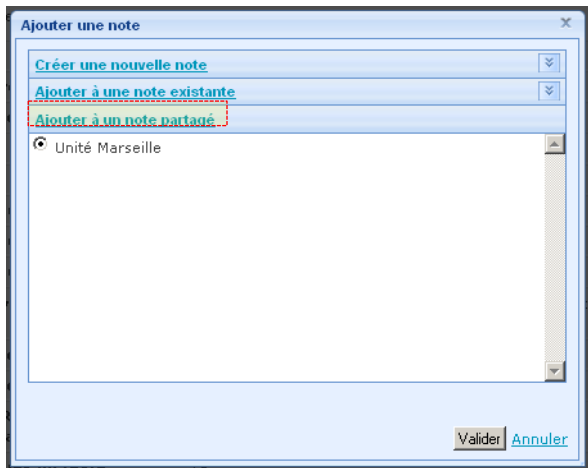 Ajouter une note
Créer une nouvelle note
Ajouter à une note existante
Ajouter à un note partagé
Unité Marseille
Valider Annuler